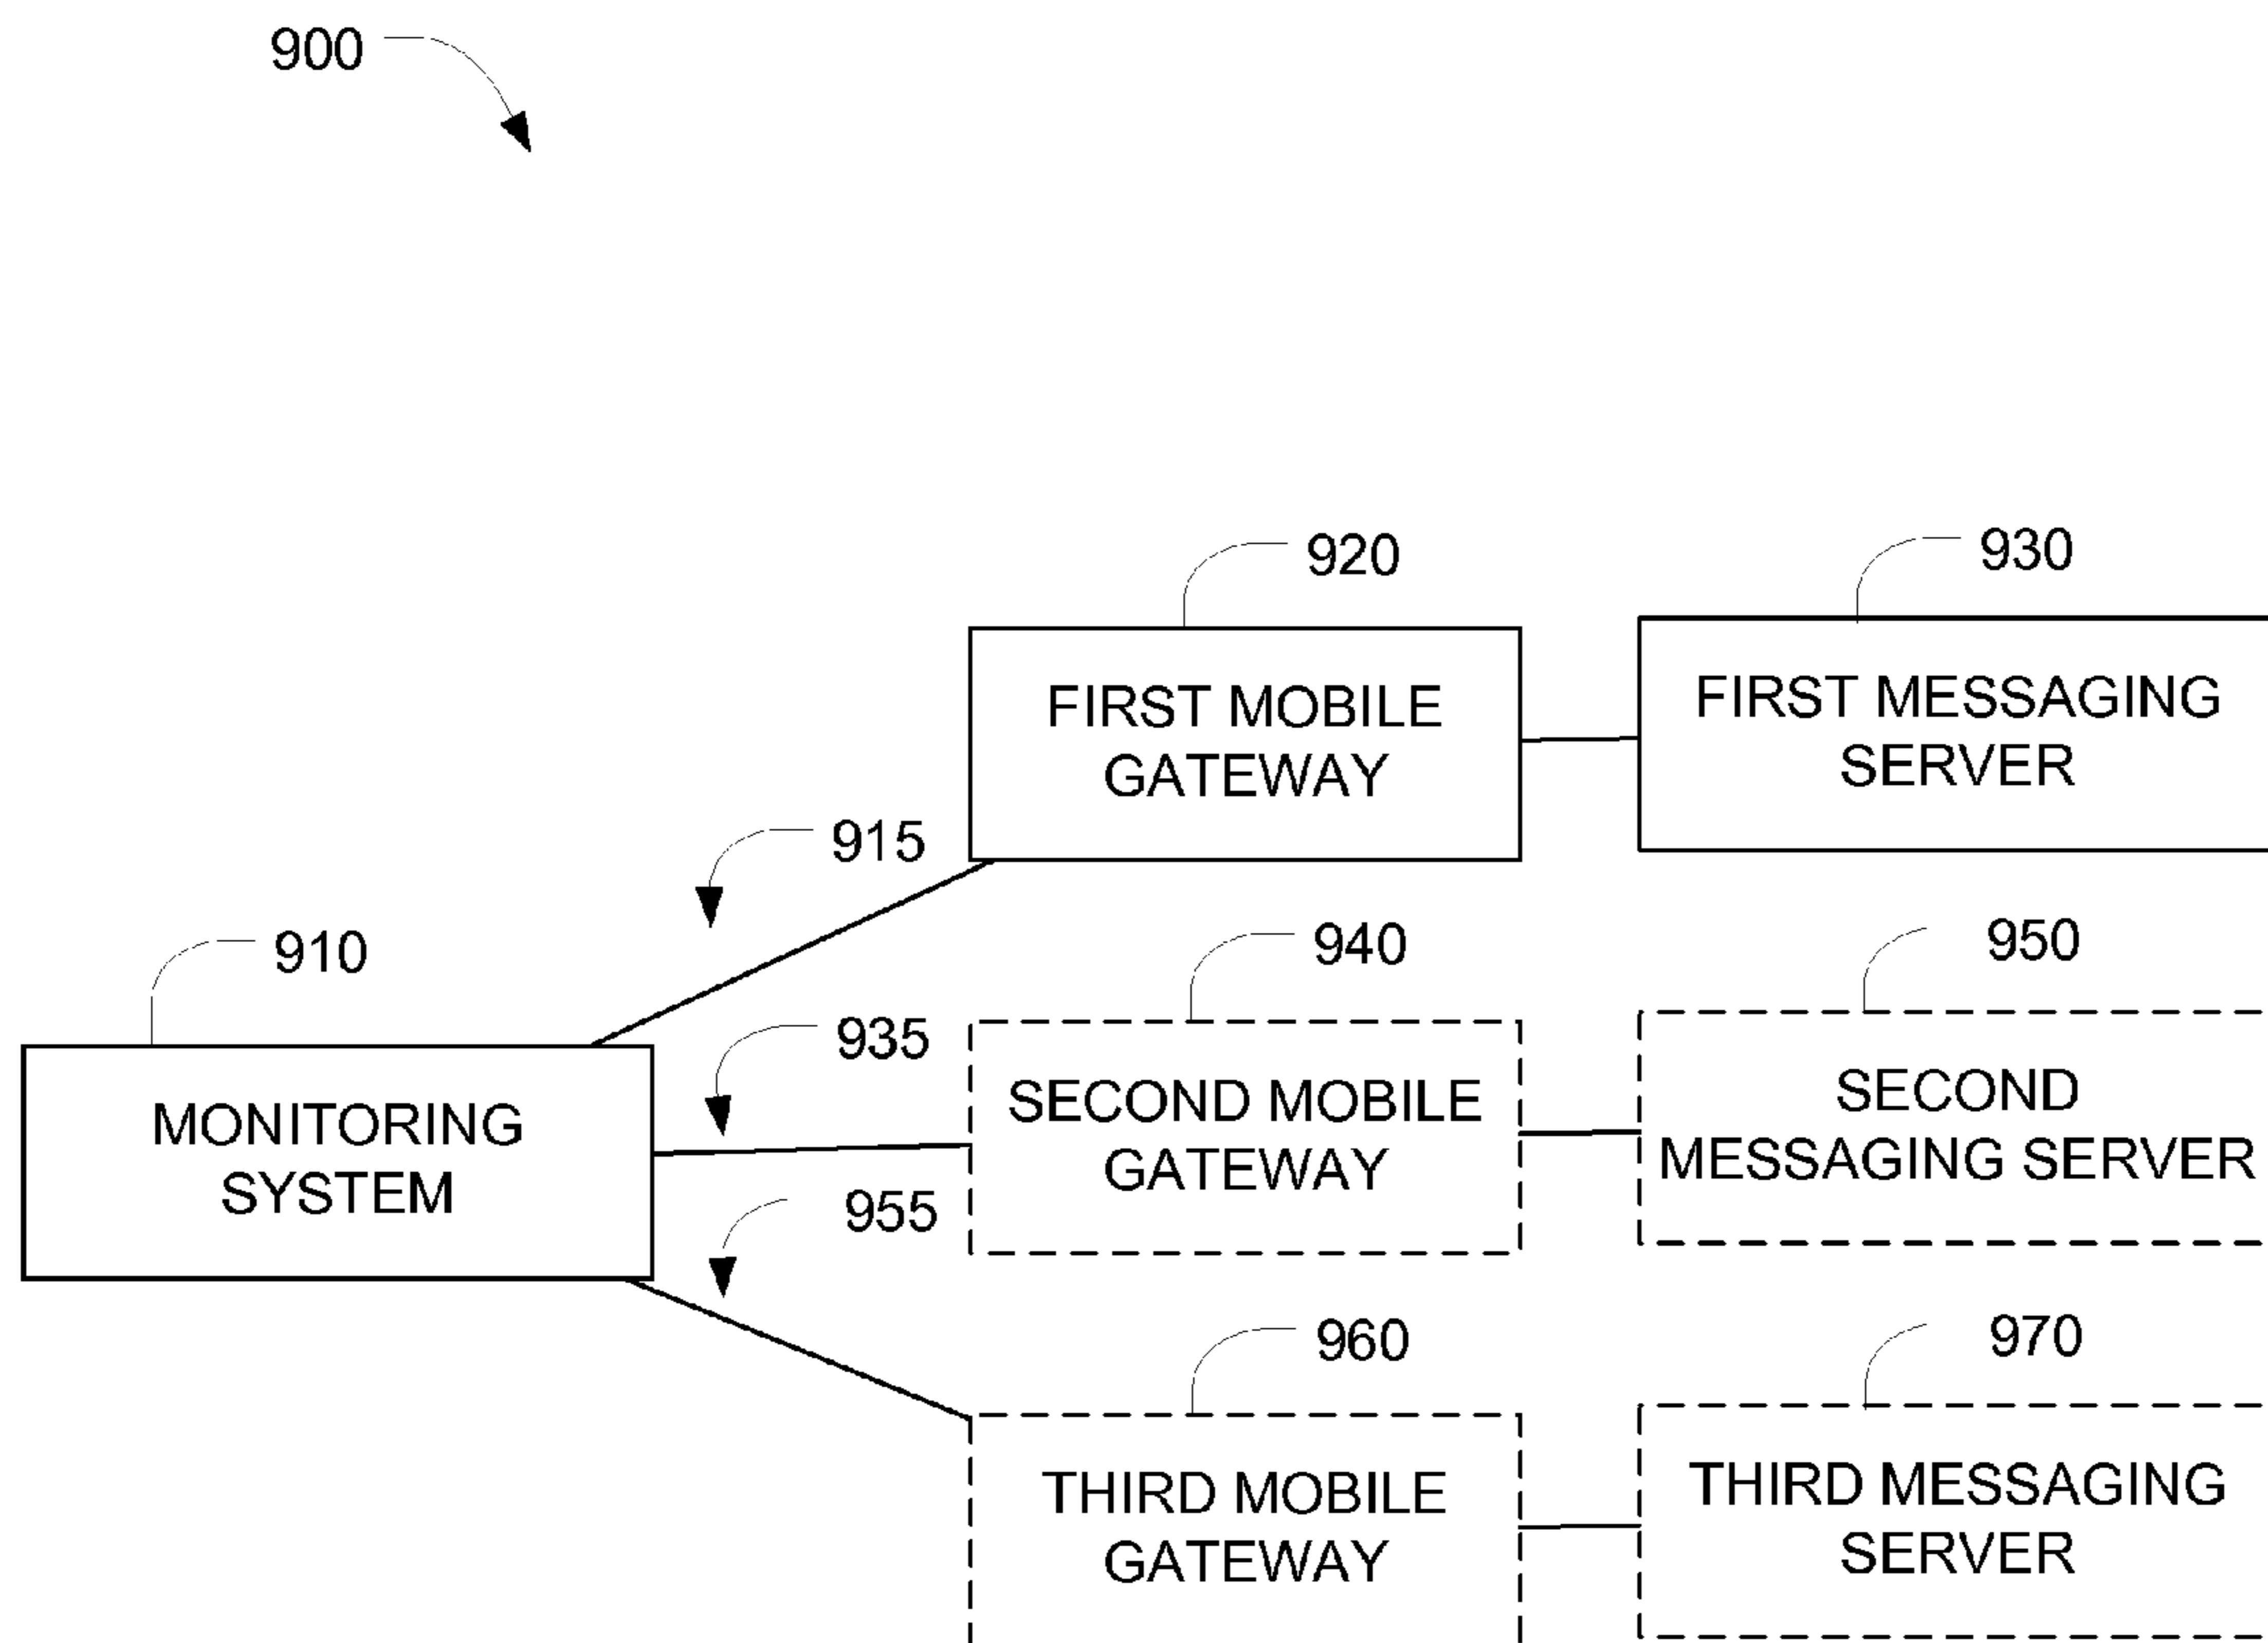 900
920
930
FIRST MOBILE
GATEWAY
FIRST MESSAGING
SERVER
915
910
940
950
935
MONITORING
SYSTEM
SECOND MOBILE
GATEWAY
SECOND
MESSAGING SERVER
955
960
970
THIRD MOBILE
GATEWAY
THIRD MESSAGING
SERVER